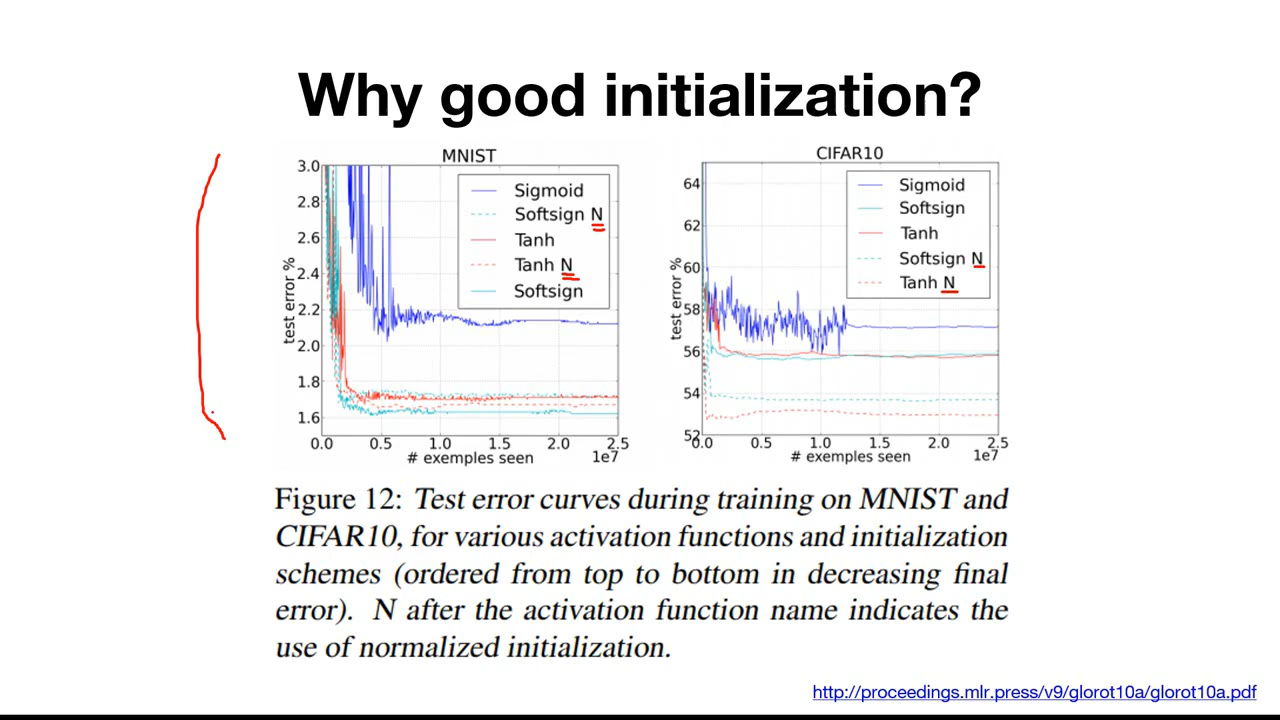 Why good initialization?
MNIST
3.0
2.8
2.6
2.4
2.2
2.0
1.8
1.6
test error %
Sigmoid
Softsign N
Tanh
Tanh N
Softsign
0.0 0.5 1.0 1.5 2.0 2.5
# exemples seen 1e7
CIFAR10
64
62
60
58
56
54
52
test error %
Sigmoid
Softsign
Tanh
Softsign N
Tanh N
0.0 0.5 1.0 1.5 2.0 2.5
# exemples seen 1e7
Figure 12: Test error curves during training on MNIST and
CIFAR10, for various activation functions and initialization
schemes (ordered from top to bottom in decreasing final
error). N after the activation function name indicates the
use of normalized initialization.
http://proceedings.mlr.press/v9/glorot10a/glorot10a.pdf